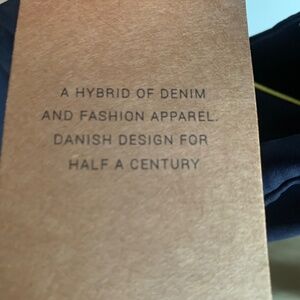 A HYBRID OF DENIM
AND FASHION APPAREL.
DANISH DESIGN FOR
HALF A CENTURY